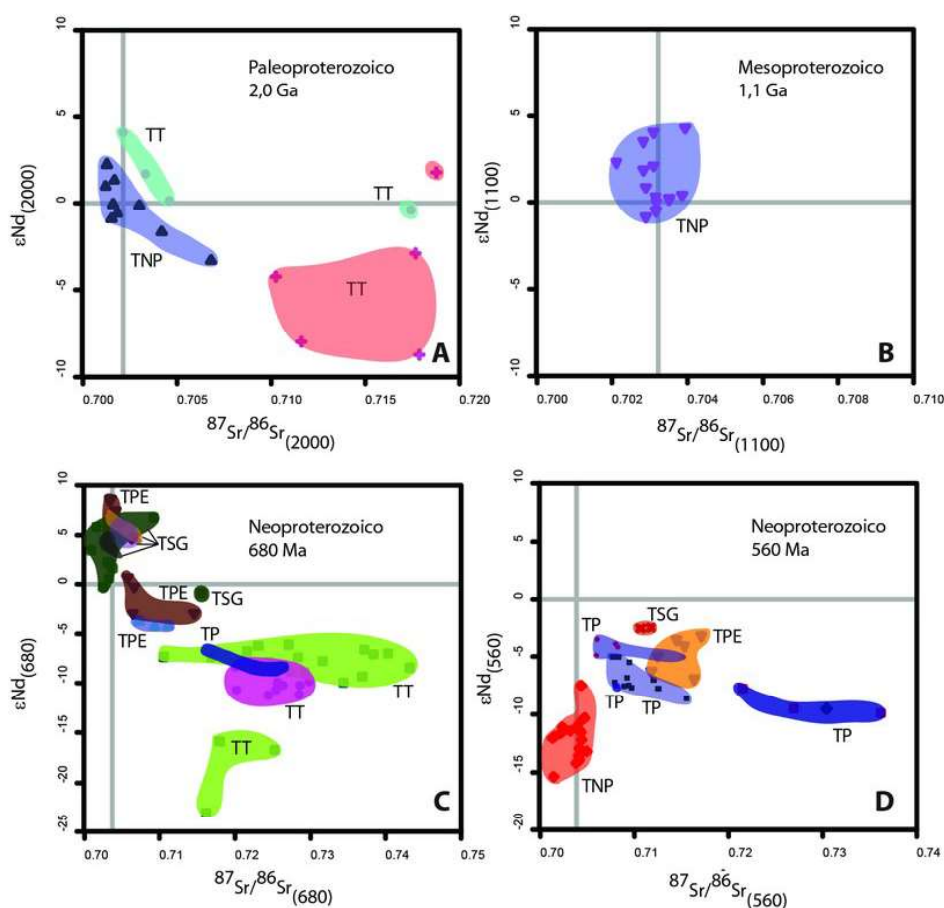 10
5
0
-5
-10
εNd(2000)
Paleoproterozoico
2,0 Ga
TT
TT
TNP
TT
A
0.700
0.705
0.710
0.715
0.720
87Sr/86Sr(2000)
10
5
0
-5
-10
εNd(1100)
Mesoproterozoico
1,1 Ga
TNP
B
0.700
0.702
0.704
0.706
0.708
0.710
87Sr/86Sr(1100)
10
5
0
-5
-10
-15
-20
-25
εNd(680)
TPE
TSG
Neoproterozoico
680 Ma
TPE
TSG
TPE
TP
TT
TT
TT
C
0.70
0.71
0.72
0.73
0.74
0.75
87Sr/86Sr(680)
10
5
0
-5
-10
-15
-20
εNd(560)
Neoproterozoico
560 Ma
TP
TSG
TPE
TP
TP
TP
TNP
D
0.70
0.71
0.72
0.73
0.74
87Sr/86Sr(560)